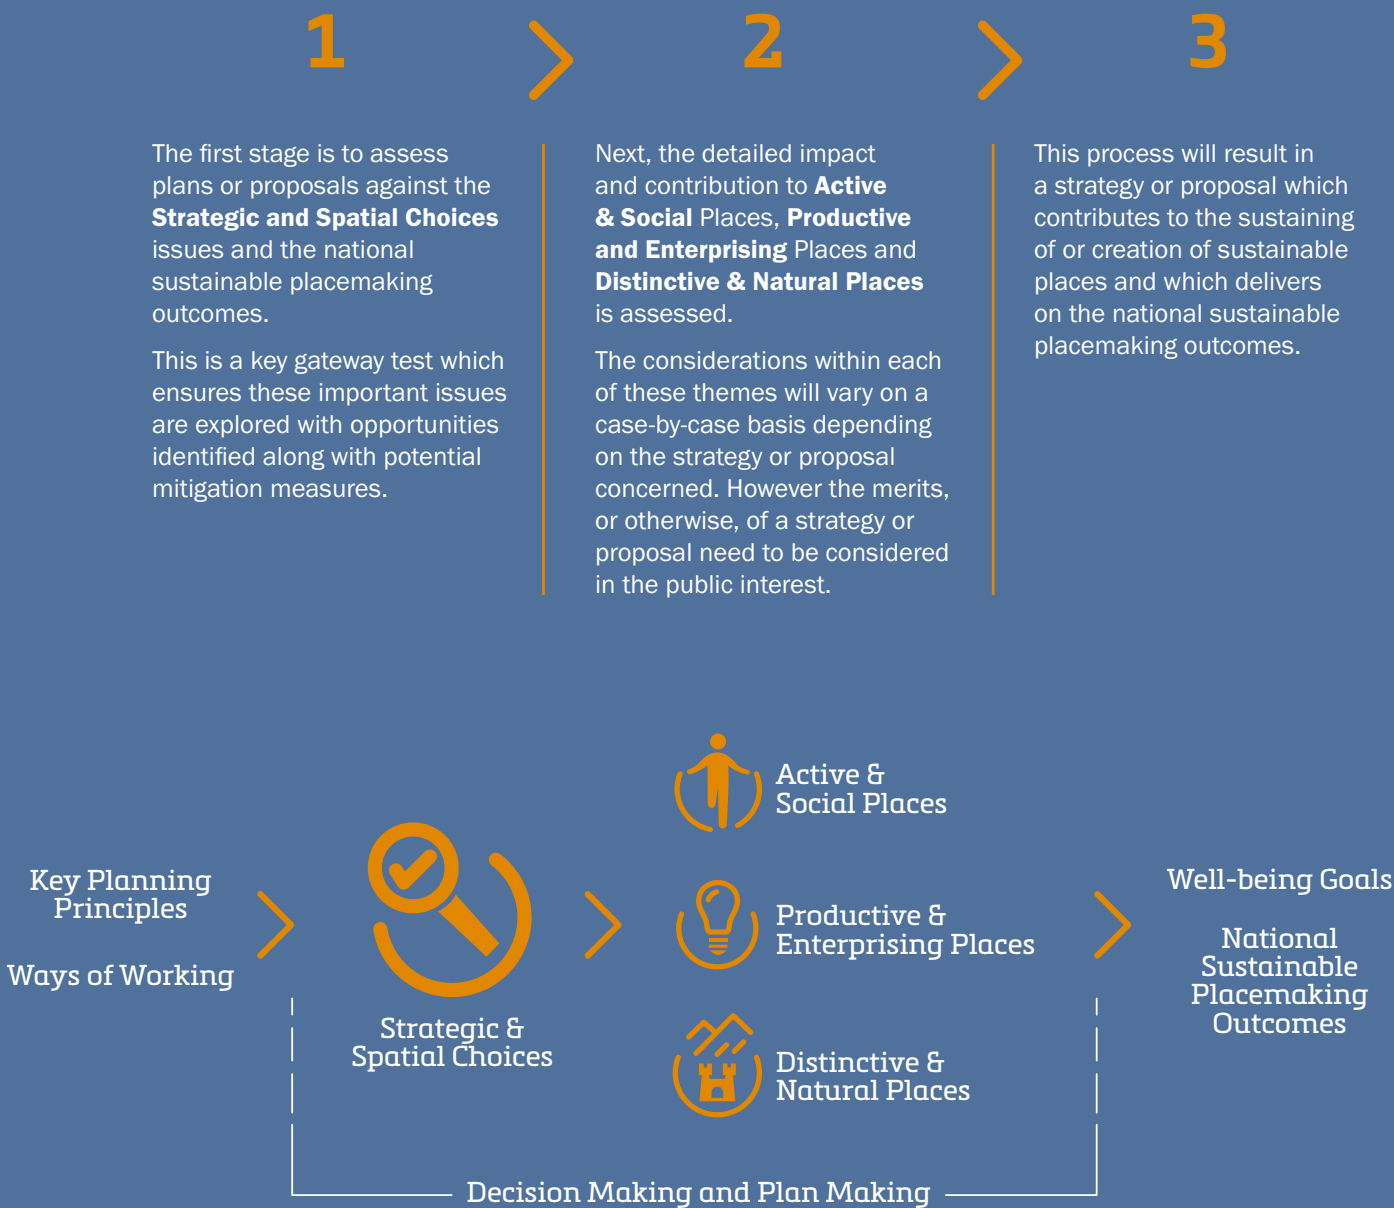 1
2
3
The first stage is to assess
plans or proposals against the
Strategic and Spatial Choices
issues and the national
sustainable placemaking
outcomes.
This is a key gateway test which
ensures these important issues
are explored with opportunities
identified along with potential
mitigation measures.
Next, the detailed impact
and contribution to Active
& Social Places, Productive
and Enterprising Places and
Distinctive & Natural Places
is assessed.
The considerations within each
of these themes will vary on a
case-by-case basis depending
on the strategy or proposal
concerned. However the merits,
or otherwise, of a strategy or
proposal need to be considered
in the public interest.
This process will result in
a strategy or proposal which
contributes to the sustaining
of or creation of sustainable
places and which delivers
on the national sustainable
placemaking outcomes.
Key Planning
Principles
Ways of Working
Strategic &
Spatial Choices
Active &
Social Places
Productive &
Enterprising Places
Distinctive &
Natural Places
Well-being Goals
National
Sustainable
Placemaking
Outcomes
Decision Making and Plan Making